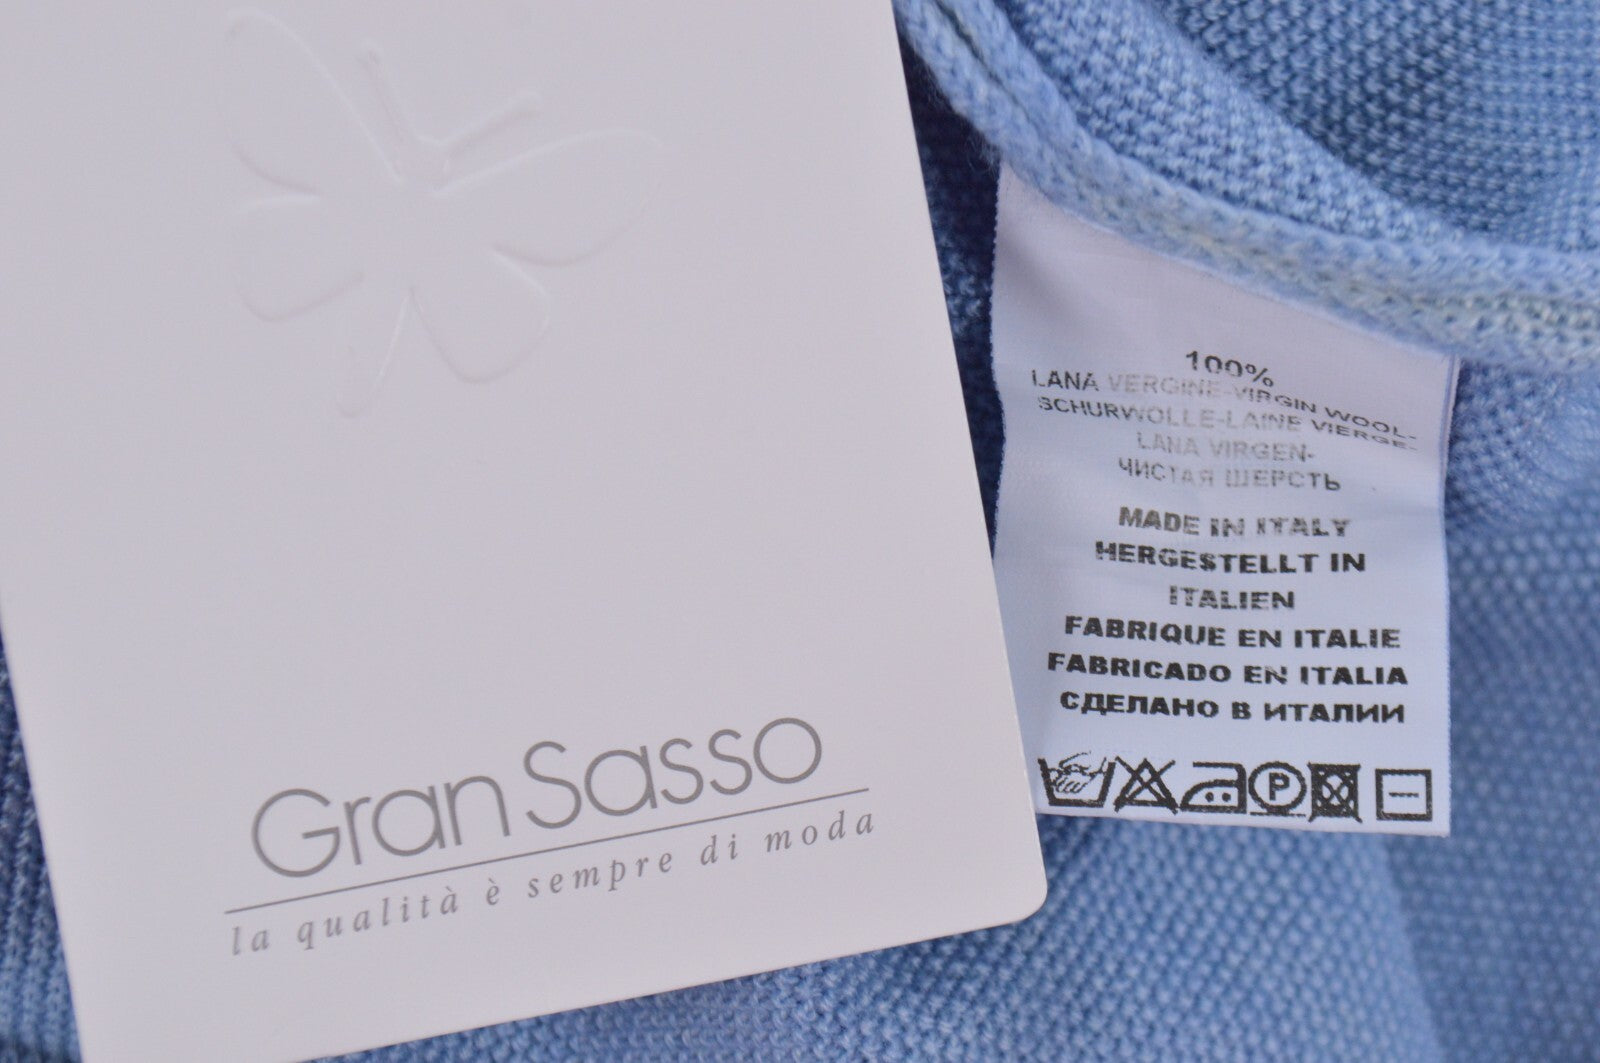 Gran Sasso
la qualità è sempre di moda
100%
LANA VERGINE-VIRGIN WOOL-
SCHURWOLLE-LAINE VIERGE-
LANA VIRGEN-
ЧИСТАЯ ШЕРСТЬ
MADE IN ITALY
HERGESTELLT IN
ITALIEN
FABRIQUE EN ITALIE
FABRICADO EN ITALIA
СДЕЛАНО В ИТАЛИИ
P